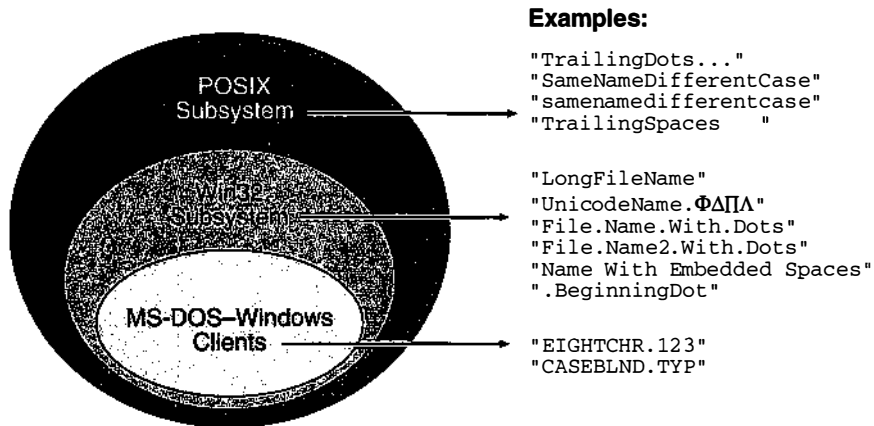 Examples:
POSIX
Subsystem
"TrailingDots..."
"SameNameDifferentCase"
"samenamedifferentcase"
"TrailingSpaces    "
Win32
Subsystem
"LongFileName"
"UnicodeName.ΦΔΠΛ"
"File.Name.With.Dots"
"File.Name2.With.Dots"
"Name With Embedded Spaces"
".BeginningDot"
MS-DOS–Windows
Clients
"EIGHTCHR.123"
"CASEBLND.TYP"